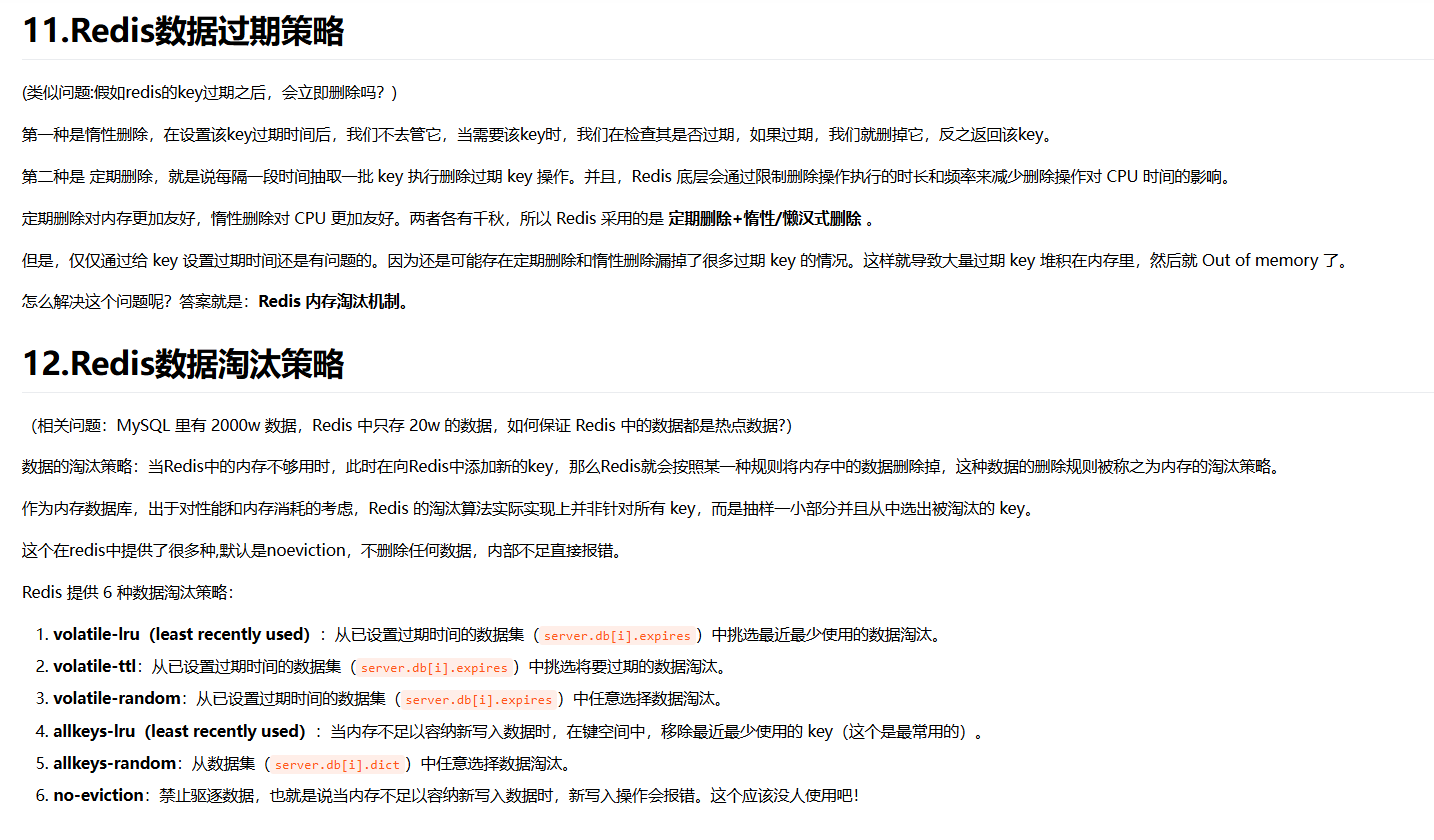 11.Redis数据过期策略
(类似问题:假如redis的key过期之后，会立即删除吗？)
第一种是惰性删除，在设置该key过期时间后，我们不去管它，当需要该key时，我们在检查其是否过期，如果过期，我们就删掉它，反之返回该key。
第二种是 定期删除，就是说每隔一段时间抽取一批 key 执行删除过期 key 操作。并且，Redis 底层会通过限制删除操作执行的时长和频率来减少删除操作对 CPU 时间的影响。
定期删除对内存更加友好，惰性删除对 CPU 更加友好。两者各有千秋，所以 Redis 采用的是 定期删除+惰性/懒汉式删除 。
但是，仅仅通过给 key 设置过期时间还是有问题的。因为还是可能存在定期删除和惰性删除漏掉了很多过期 key 的情况。这样就导致大量过期 key 堆积在内存里，然后就 Out of memory 了。
怎么解决这个问题呢？答案就是：Redis 内存淘汰机制。
12.Redis数据淘汰策略
（相关问题：MySQL 里有 2000w 数据，Redis 中只存 20w 的数据，如何保证 Redis 中的数据都是热点数据?）
数据的淘汰策略：当Redis中的内存不够用时，此时在向Redis中添加新的key，那么Redis就会按照某一种规则将内存中的数据删除掉，这种数据的删除规则被称之为内存的淘汰策略。
作为内存数据库，出于对性能和内存消耗的考虑，Redis 的淘汰算法实际实现上并非针对所有 key，而是抽样一小部分并且从中选出被淘汰的 key。
这个在redis中提供了很多种,默认是noeviction，不删除任何数据，内部不足直接报错。
Redis 提供 6 种数据淘汰策略：
1. volatile-lru（least recently used）：从已设置过期时间的数据集（server.db[i].expires）中挑选最近最少使用的数据淘汰。
2. volatile-ttl：从已设置过期时间的数据集（server.db[i].expires）中挑选将要过期的数据淘汰。
3. volatile-random：从已设置过期时间的数据集（server.db[i].expires）中任意选择数据淘汰。
4. allkeys-lru（least recently used）：当内存不足以容纳新写入数据时，在键空间中，移除最近最少使用的 key（这个是最常用的）。
5. allkeys-random：从数据集（server.db[i].dict）中任意选择数据淘汰。
6. no-eviction：禁止驱逐数据，也就是说当内存不足以容纳新写入数据时，新写入操作会报错。这个应该没人使用吧！